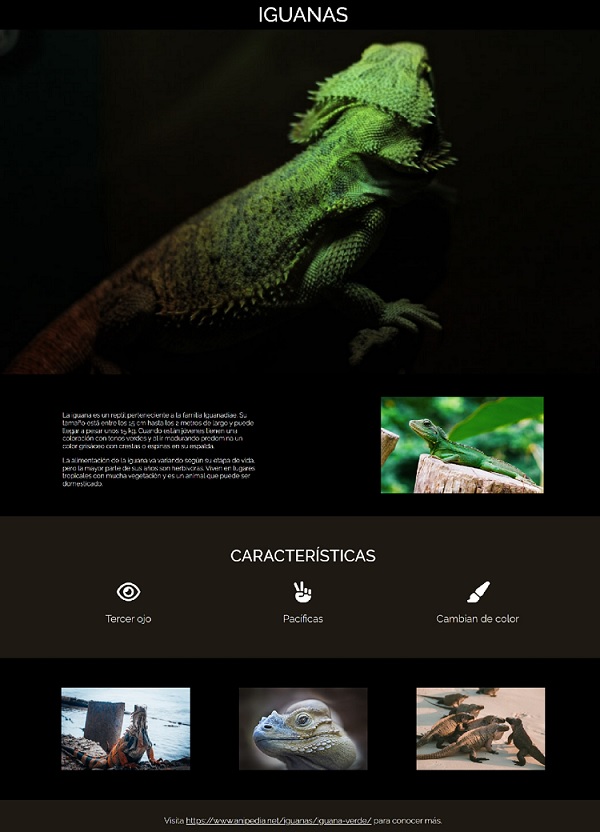 IGUANAS
La iguana es un reptil perteneciente a la familia Iguanadiae. Su
tamaño está entre los 15 cm hasta los 2 metros de largo y puede
llegar a pesar unos 15 kg. Cuando están jóvenes tienen una
coloración con tonos verdes y al ir madurando predomina un
color grisáceo con crestas o espinas en su espalda.
La alimentación de la iguana va variando según su etapa de vida,
pero la mayor parte de sus años son herbívoras. Viven en lugares
tropicales con mucha vegetación y es un animal que puede ser
domesticado.
CARACTERÍSTICAS
Tercer ojo
Pacíficas
Cambian de color
Visita https://www.anipedia.net/iguanas/iguana-verde/ para conocer más.